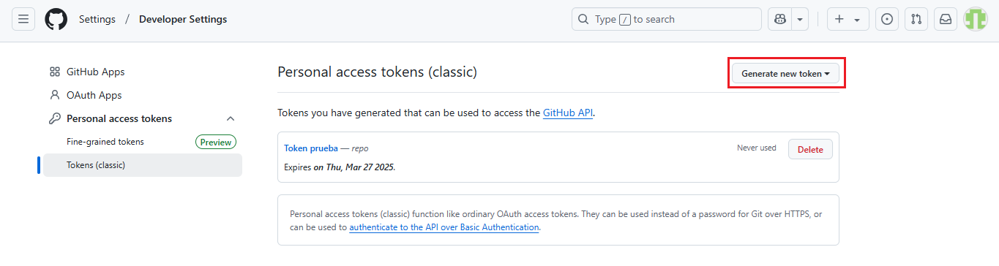 Settings / Developer Settings
Type / to search
GitHub Apps
OAuth Apps
Personal access tokens
Fine-grained tokens Preview
Tokens (classic)
Personal access tokens (classic)
Generate new token
Tokens you have generated that can be used to access the GitHub API.
Token prueba — repo
Never used
Delete
Expires on Thu, Mar 27 2025.
Personal access tokens (classic) function like ordinary OAuth access tokens. They can be used instead of a password for Git over HTTPS, or
can be used to authenticate to the API over Basic Authentication.